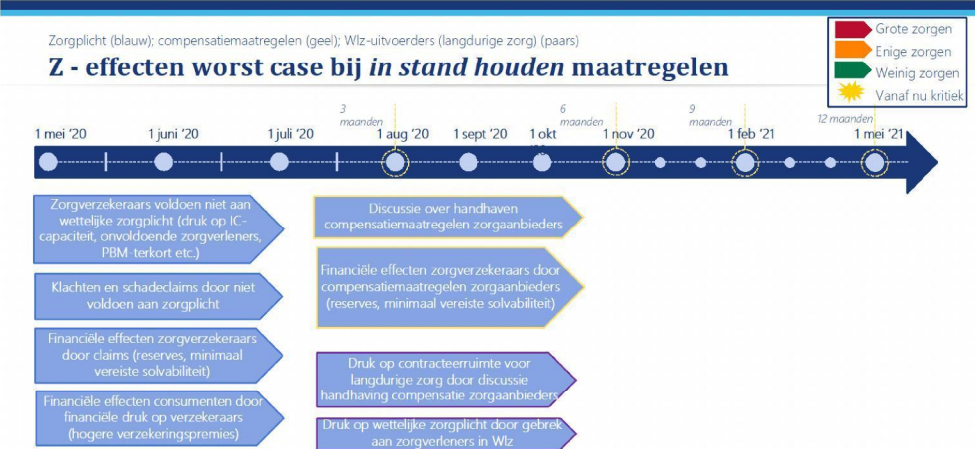 Zorgplicht (blauw); compensatiemaatregelen (geel); Wlz-uitvoerders (langdurige zorg) (paars)
Z - effecten worst case bij in stand houden maatregelen
Grote zorgen
Enige zorgen
Weinig zorgen
Vanaf nu kritiek
3
maanden
6
maanden
9
maanden
12 maanden
1 mei '20
1 juni '20
1 juli '20
1 aug '20
1 sept '20
1 okt
1 nov '20
1 feb '21
1 mei '21
Zorgverzekeraars voldoen niet aan
wettelijke zorgplicht (druk op IC-
capaciteit, onvoldoende zorgverleners,
PBM-terkort etc.)
Klachten en schadeclaims door niet
voldoen aan zorgplicht
Financiële effecten zorgverzekeraars
door claims (reserves, minimaal
vereiste solvabiliteit)
Financiële effecten consumenten door
financiële druk op verzekeraars
(hogere verzekeringspremies)
Discussie over handhaven
compensatiemaatregelen zorgaanbieders
Financiële effecten zorgverzekeraars door
compensatiemaatregelen zorgaanbieders
(reserves, minimaal vereiste solvabiliteit)
Druk op contracteerruimte voor
langdurige zorg door discussie
handhaving compensatie zorgaanbieders
Druk op wettelijke zorgplicht door gebrek
aan zorgverleners in Wlz